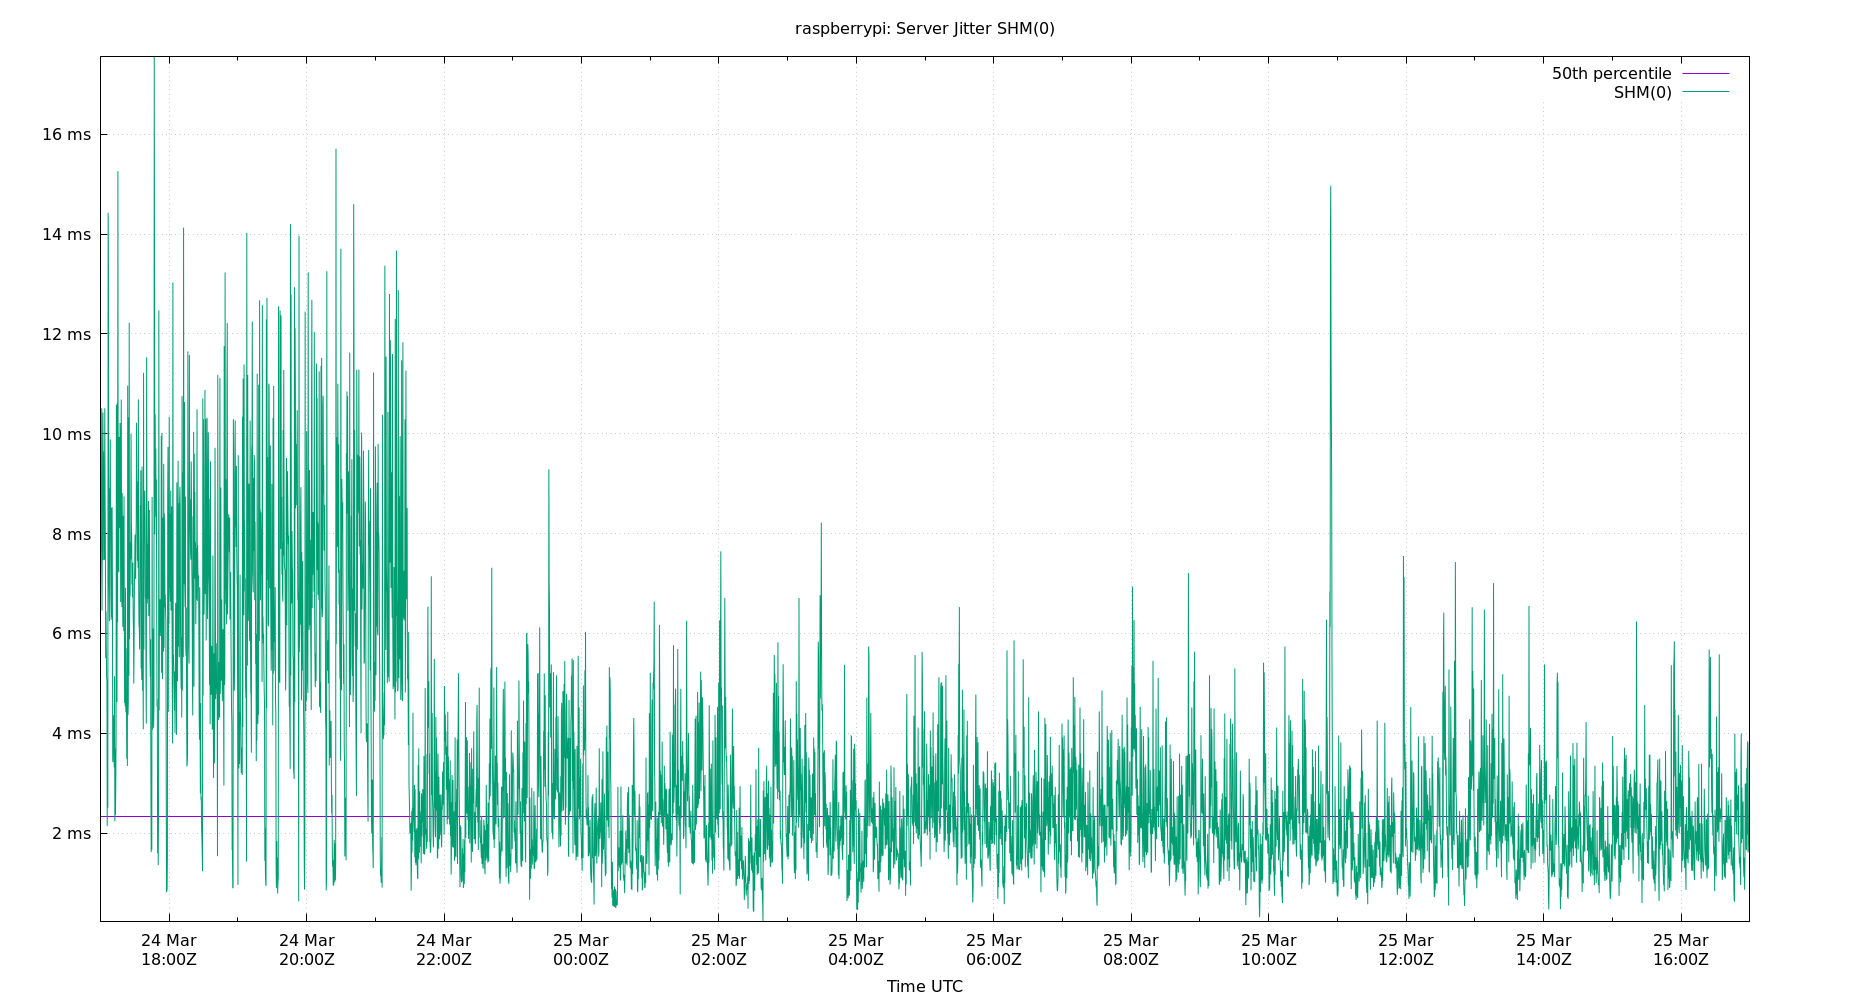 raspberrypi: Server Jitter SHM(0)
50th percentile
SHM(0)
16 ms
14 ms
12 ms
10 ms
8 ms
6 ms
4 ms
2 ms
24 Mar 24 Mar 24 Mar 25 Mar 25 Mar 25 Mar 25 Mar 25 Mar 25 Mar 25 Mar 25 Mar 25 Mar
18:00Z 20:00Z 22:00Z 00:00Z 02:00Z 04:00Z 06:00Z 08:00Z 10:00Z 12:00Z 14:00Z 16:00Z
Time UTC